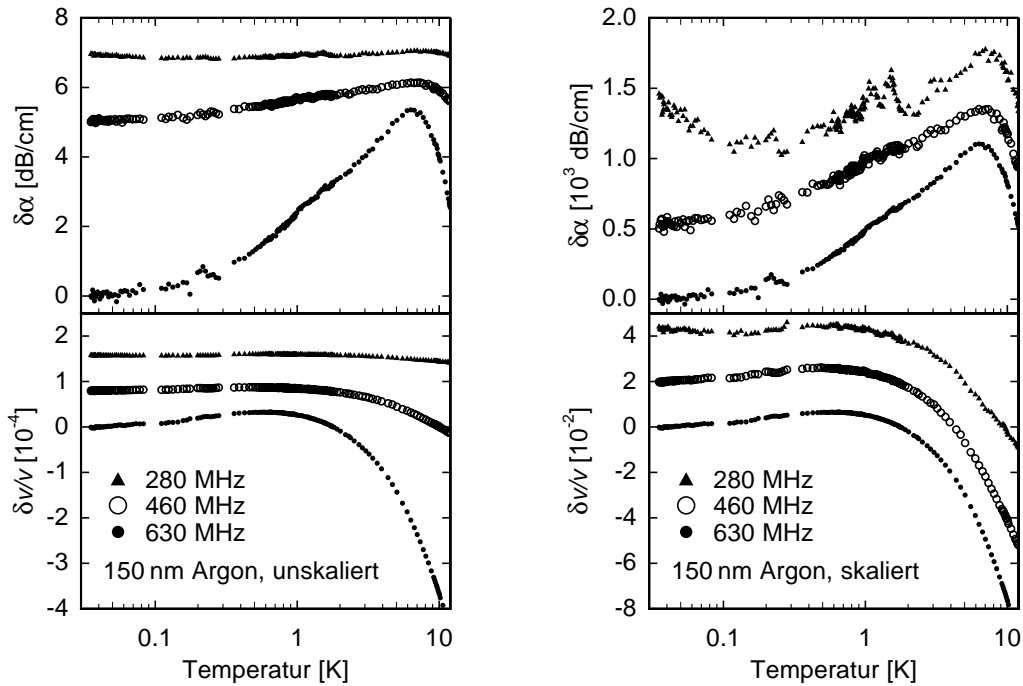 8
6
4
2
0
δα [dB/cm]
2
1
0
-1
-2
-3
-4
δv/v [10-4]
280 MHz
460 MHz
630 MHz
150 nm Argon, unskaliert
0.1
1
10
Temperatur [K]
2.0
1.5
1.0
0.5
0.0
δα [10³ dB/cm]
4
2
0
-2
-4
-6
-8
δv/v [10-2]
280 MHz
460 MHz
630 MHz
150 nm Argon, skaliert
0.1
1
10
Temperatur [K]